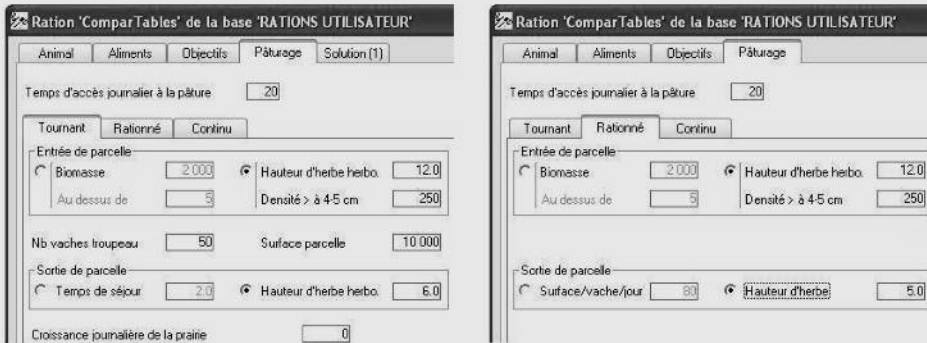 Ration 'ComparTables' de la base 'RATIONS UTILISATEUR'
Animal Aliments Objectifs Pâturage Solution (1)
Temps d'accès journalier à la pâture 20
Tournant Rationné Continu
Entrée de parcelle
Biomasse 2 000 Hauteur d'herbe herbo. 12.0
Au dessus de 5 Densité > à 4-5 cm 250
Nb vaches troupeau 50 Surface parcelle 10 000
Sortie de parcelle
Temps de séjour 2.0 Hauteur d'herbe herbo. 6.0
Croissance journalière de la prairie 0
Ration 'ComparTables' de la base 'RATIONS UTILISATEUR'
Animal Aliments Objectifs Pâturage
Temps d'accès journalier à la pâture 20
Tournant Rationné Continu
Entrée de parcelle
Biomasse 2 000 Hauteur d'herbe herbo. 12.0
Au dessus de 5 Densité > à 4-5 cm 250
Sortie de parcelle
Surface/vache/jour 80 Hauteur d'herbe 5.0